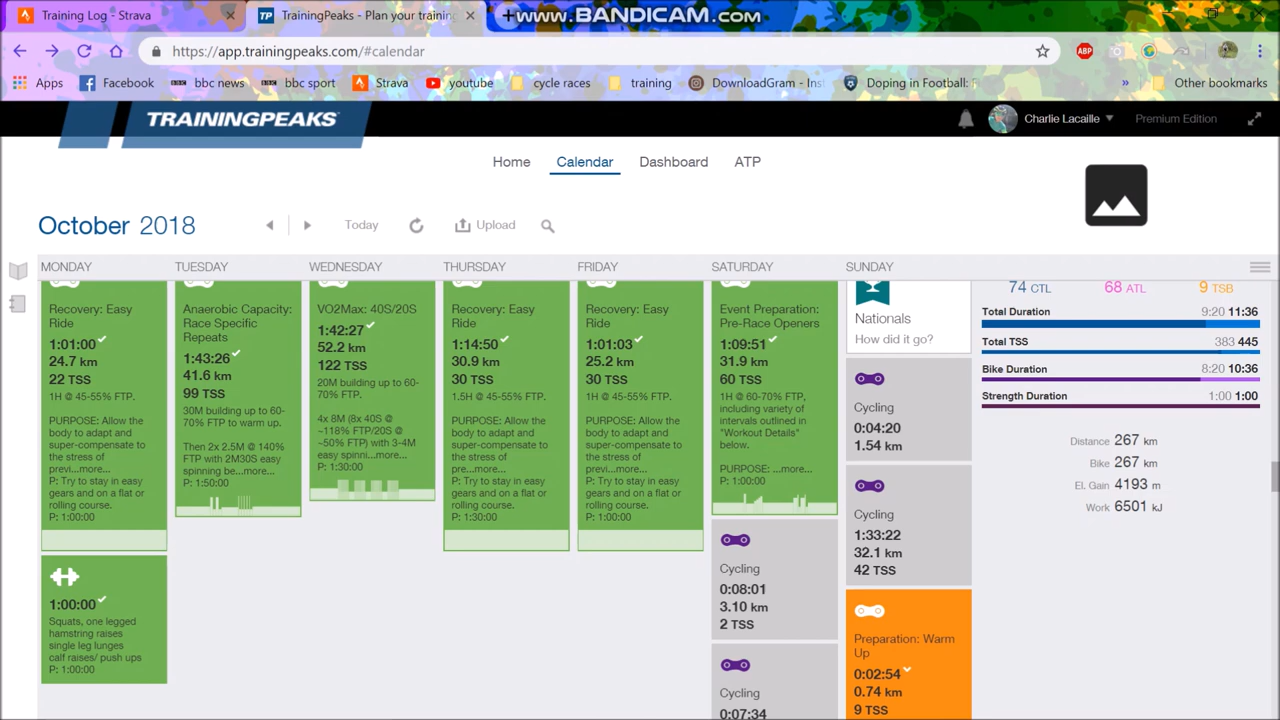 Training Log - Strava
TrainingPeaks - Plan your training
www.BANDICAM.com
https://app.trainingpeaks.com/#calendar
ABP
Apps
Facebook
bbc news
bbc sport
Strava
youtube
cycle races
training
DownloadGram - Inst
Doping in Football:
»
Other bookmarks
TRAININGPEAKS
Charlie Lacaille
Premium Edition
Home
Calendar
Dashboard
ATP
October 2018
Today
Upload
MONDAY
TUESDAY
WEDNESDAY
THURSDAY
FRIDAY
SATURDAY
SUNDAY
Recovery: Easy
Ride
1:01:00
24.7 km
22 TSS
1H @ 45-55% FTP.
PURPOSE: Allow the
body to adapt and
super-compensate to
the stress of
previ...more...
P: Try to stay in easy
gears and on a flat or
rolling course.
P: 1:00:00
1:00:00
Squats, one legged
hamstring raises
single leg lunges
calf raises/ push ups
P: 1:00:00
Anaerobic Capacity:
Race Specific
Repeats
1:43:26
41.6 km
99 TSS
30M building up to 60-
70% FTP to warm up.
Then 2x 2.5M @ 140%
FTP with 2M30S easy
spinning be...more...
P: 1:50:00
VO2Max: 40S/20S
1:42:27
52.2 km
122 TSS
20M building up to 60-
70% FTP.
4x 8M (8x 40S @
~118% FTP/20S @
~50% FTP) with 3-4M
easy spinni...more...
P: 1:30:00
Recovery: Easy
Ride
1:14:50
30.9 km
30 TSS
1.5H @ 45-55% FTP.
PURPOSE: Allow the
body to adapt and
super-compensate to
the stress of
pre...more...
P: Try to stay in easy
gears and on a flat or
rolling course.
P: 1:30:00
Recovery: Easy
Ride
1:01:03
25.2 km
30 TSS
1H @ 45-55% FTP.
PURPOSE: Allow the
body to adapt and
super-compensate to
the stress of
previ...more...
P: Try to stay in easy
gears and on a flat or
rolling course.
P: 1:00:00
Event Preparation:
Pre-Race Openers
1:09:51
31.9 km
60 TSS
1H @ 60-70% FTP,
including variety of
intervals outlined in
"Workout Details"
below.
PURPOSE: ...more...
P: 1:00:00
Cycling
0:08:01
3.10 km
2 TSS
Cycling
0:07:34
Nationals
How did it go?
Cycling
0:04:20
1.54 km
Cycling
1:33:22
32.1 km
42 TSS
Preparation: Warm
Up
0:02:54
0.74 km
9 TSS
74 CTL
68 ATL
9 TSB
Total Duration 9:20 11:36
Total TSS 383 445
Bike Duration 8:20 10:36
Strength Duration 1:00 1:00
Distance 267 km
Bike 267 km
El. Gain 4193 m
Work 6501 kJ